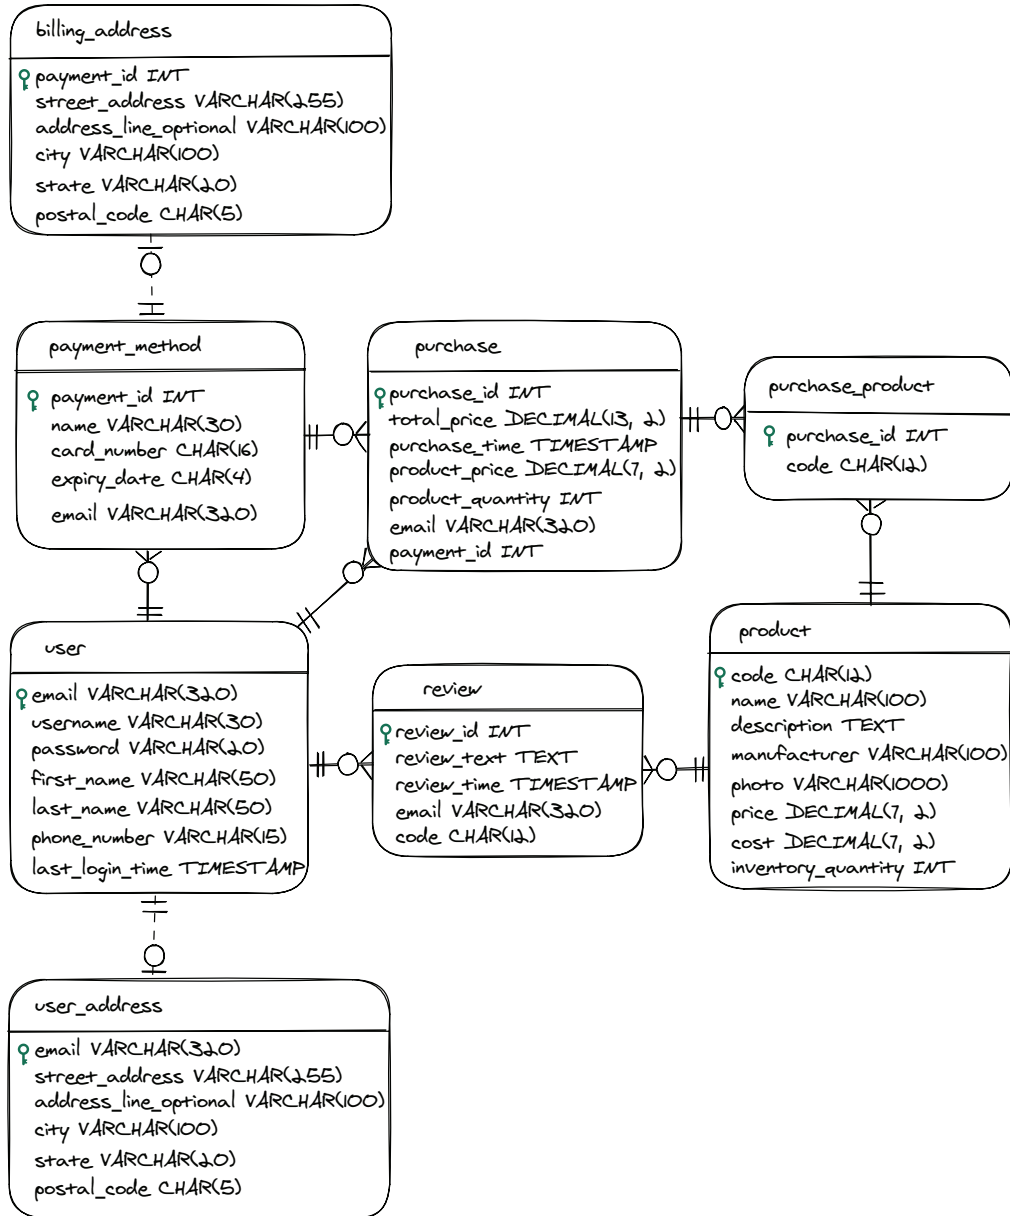 billing_address
payment_id INT
street_address VARCHAR(255)
address_line_optional VARCHAR(100)
city VARCHAR(100)
state VARCHAR(20)
postal_code CHAR(5)
payment_method
payment_id INT
name VARCHAR(30)
card_number CHAR(16)
expiry_date CHAR(4)
email VARCHAR(320)
purchase
purchase_id INT
total_price DECIMAL(13, 2)
purchase_time TIMESTAMP
product_price DECIMAL(7, 2)
product_quantity INT
email VARCHAR(320)
payment_id INT
purchase_product
purchase_id INT
code CHAR(12)
user
email VARCHAR(320)
username VARCHAR(30)
password VARCHAR(20)
first_name VARCHAR(50)
last_name VARCHAR(50)
phone_number VARCHAR(15)
last_login_time TIMESTAMP
review
review_id INT
review_text TEXT
review_time TIMESTAMP
email VARCHAR(320)
code CHAR(12)
product
code CHAR(12)
name VARCHAR(100)
description TEXT
manufacturer VARCHAR(100)
photo VARCHAR(1000)
price DECIMAL(7, 2)
cost DECIMAL(7, 2)
inventory_quantity INT
user_address
email VARCHAR(320)
street_address VARCHAR(255)
address_line_optional VARCHAR(100)
city VARCHAR(100)
state VARCHAR(20)
postal_code CHAR(5)